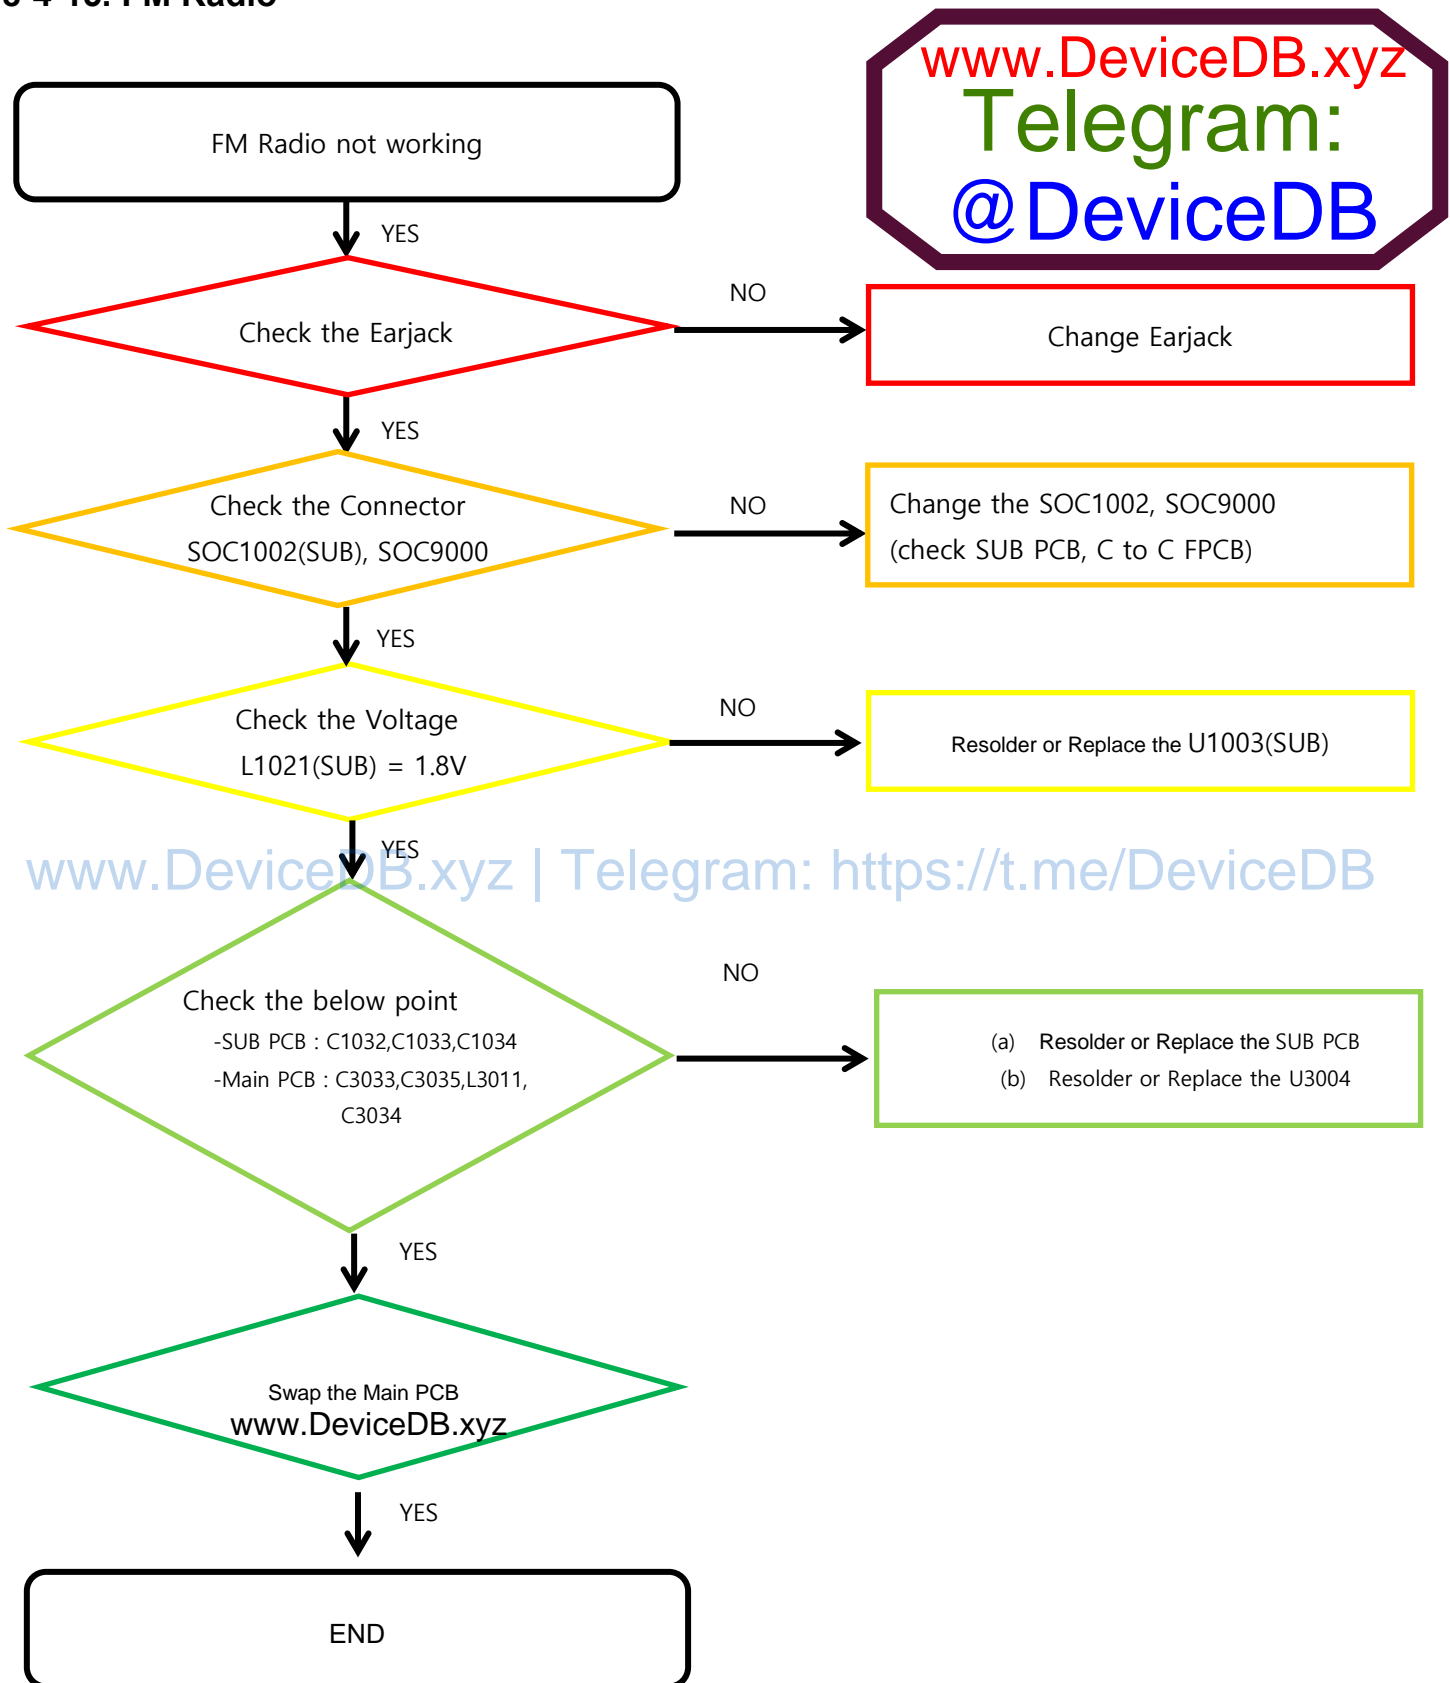 FM Radio
www.DeviceDB.xyz
Telegram:
@DeviceDB
FM Radio not working
YES
Check the Earjack
NO
Change Earjack
YES
Check the Connector
SOC1002(SUB), SOC9000
NO
Change the SOC1002, SOC9000
(check SUB PCB, C to C FPCB)
YES
Check the Voltage
L1021(SUB) = 1.8V
NO
Resolder or Replace the U1003(SUB)
YES
www.DeviceDB.xyz | Telegram: https://t.me/DeviceDB
Check the below point
-SUB PCB : C1032,C1033,C1034
-Main PCB : C3033,C3035,L3011,
C3034
NO
(a) Resolder or Replace the SUB PCB
(b) Resolder or Replace the U3004
YES
Swap the Main PCB
www.DeviceDB.xyz
YES
END